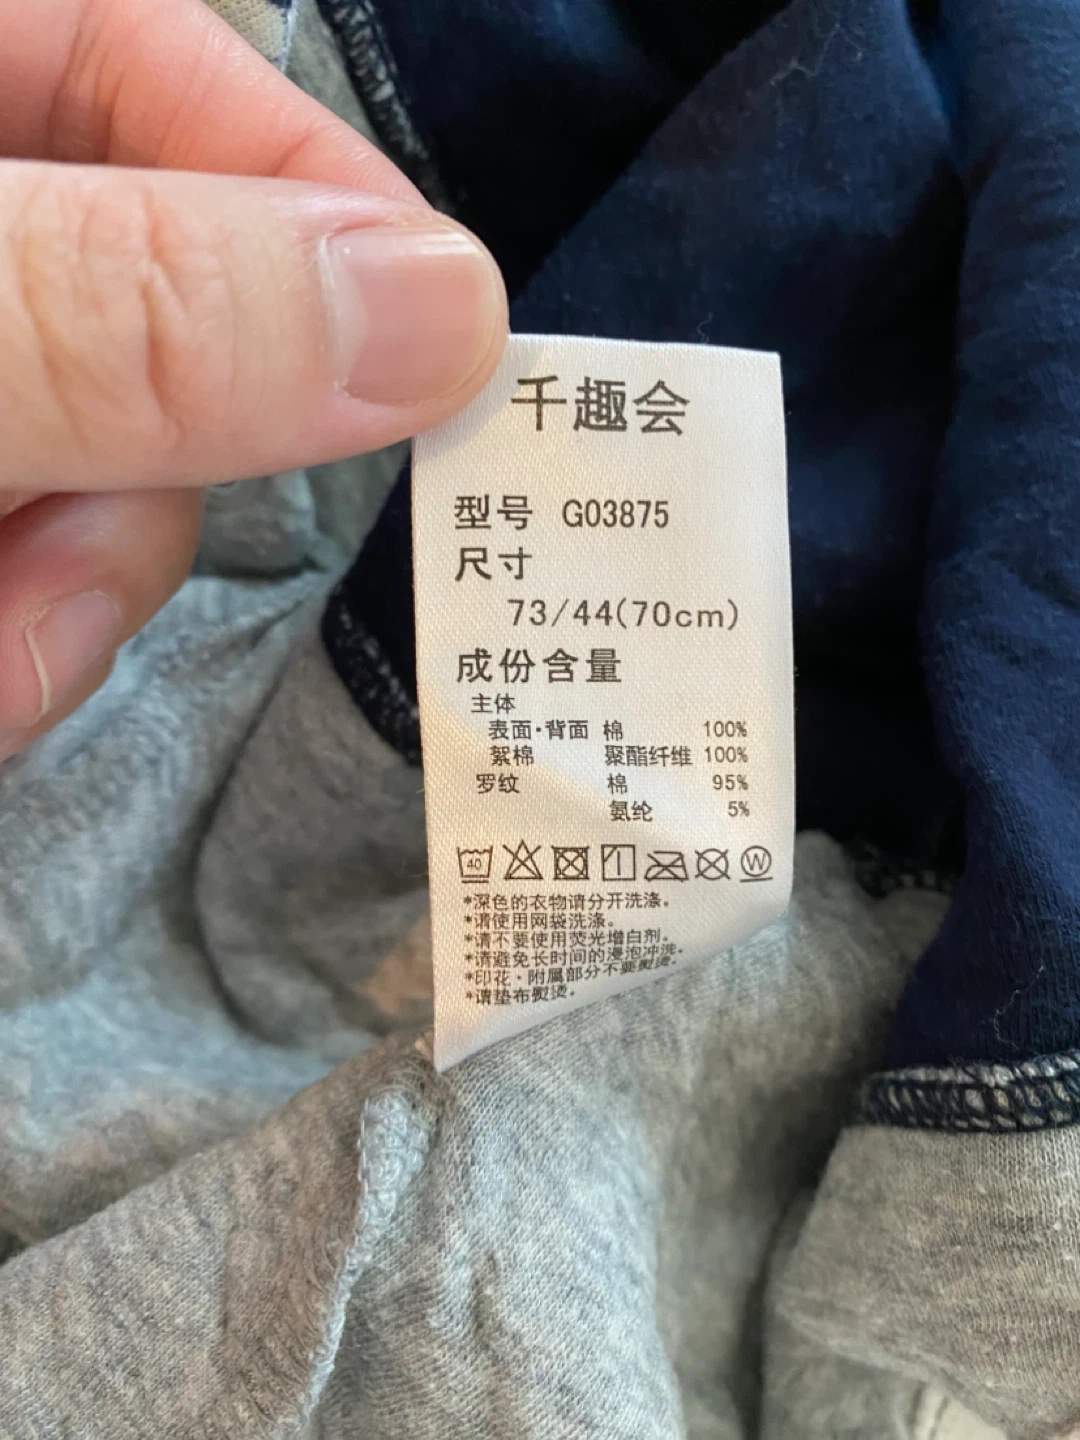 千趣会
型号 G03875
尺寸
73/44(70cm)
成份含量
主体
表面·背面 棉 100%
絮棉 聚酯纤维 100%
罗纹 棉 95%
氨纶 5%
40 W
*深色的衣物请分开洗涤。
*请使用网袋洗涤。
*请不要使用荧光增白剂。
*请避免长时间的浸泡冲洗。
*印花·附属部分不要熨烫。
*请垫布熨烫。